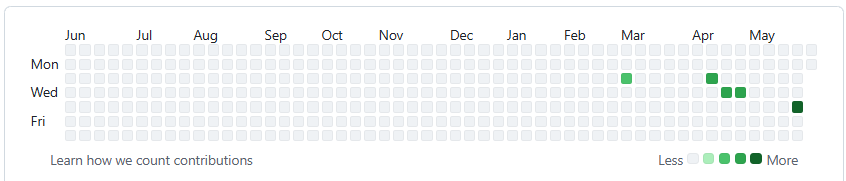 Jun Jul Aug Sep Oct Nov Dec Jan Feb Mar Apr May
Mon
Wed
Fri
Learn how we count contributions Less More